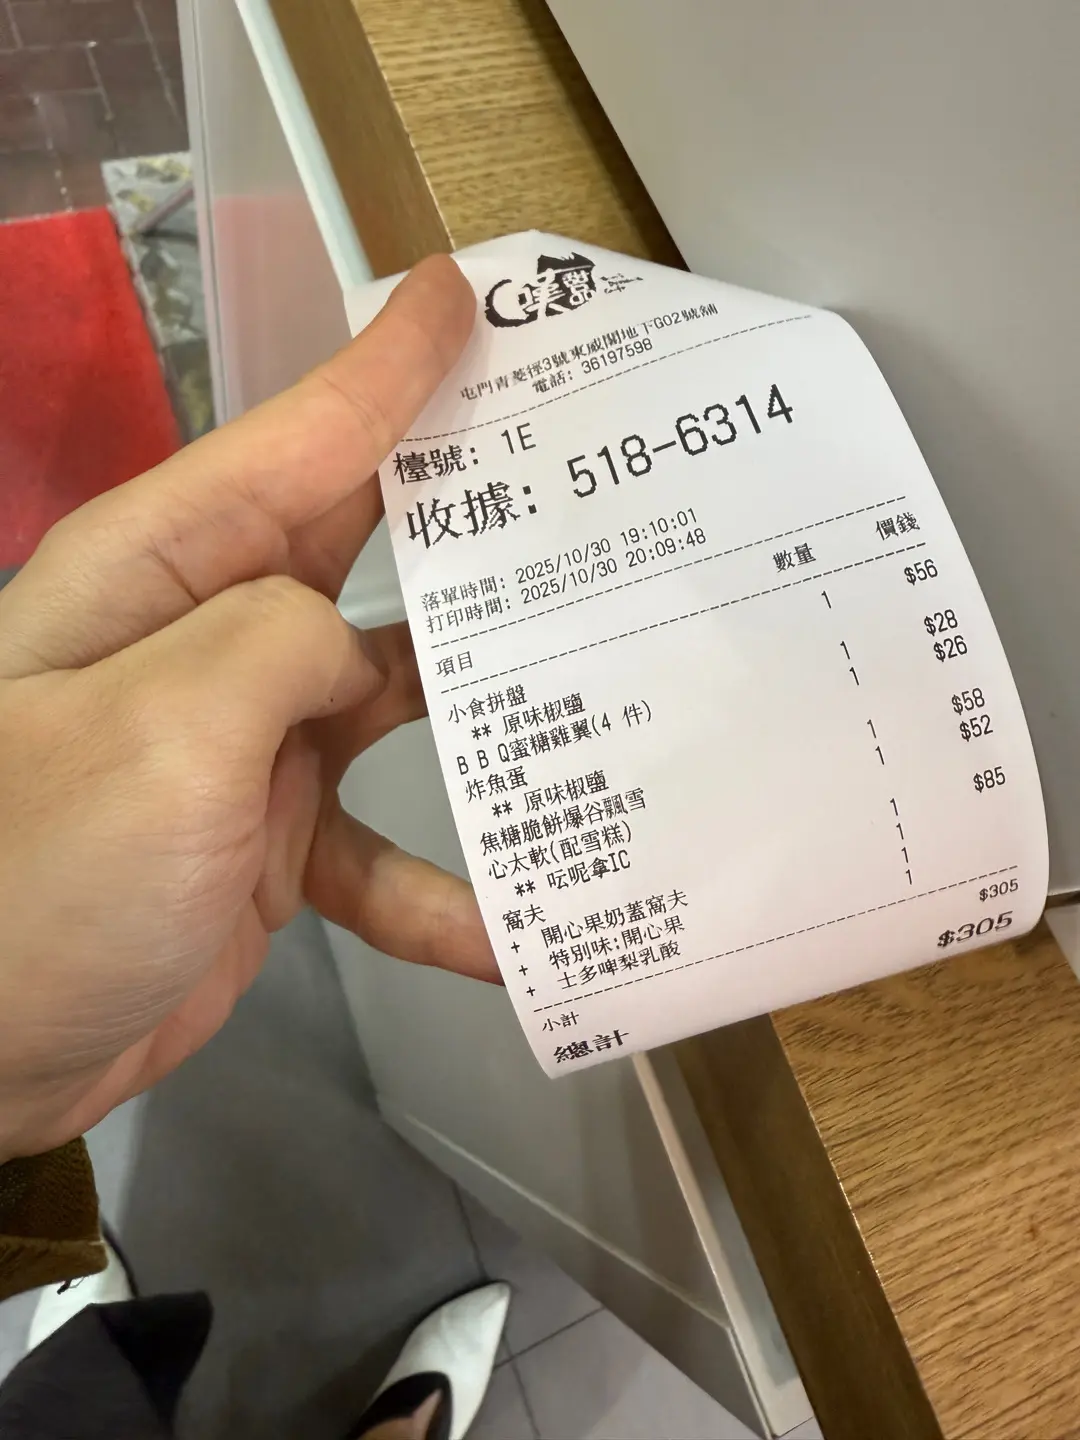 嘆營
屯門青菱徑3號東威閣地下G02號舖
電話: 36197598
檯號: 1E
收據: 518-6314
落單時間: 2025/10/30 19:10:01
打印時間: 2025/10/30 20:09:48
項目 數量 價錢
小食拼盤 1 $56
** 原味椒鹽
B B Q蜜糖雞翼(4 件) 1 $28
炸魚蛋 1 $26
** 原味椒鹽
焦糖脆餅爆谷飄雪 1 $58
心太軟(配雪糕) 1 $52
** 呍呢拿IC
窩夫 1 $85
+ 開心果奶蓋窩夫 1
+ 特別味:開心果 1
+ 士多啤梨乳酸 1
小計 $305
總計 $305